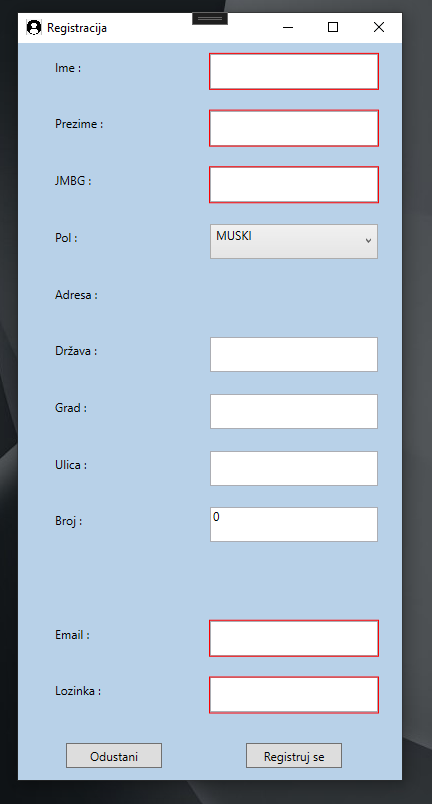 Registracija
Ime :
Prezime :
JMBG :
Pol :
MUSKI
Adresa :
Država :
Grad :
Ulica :
Broj :
0
Email :
Lozinka :
Odustani
Registruj se